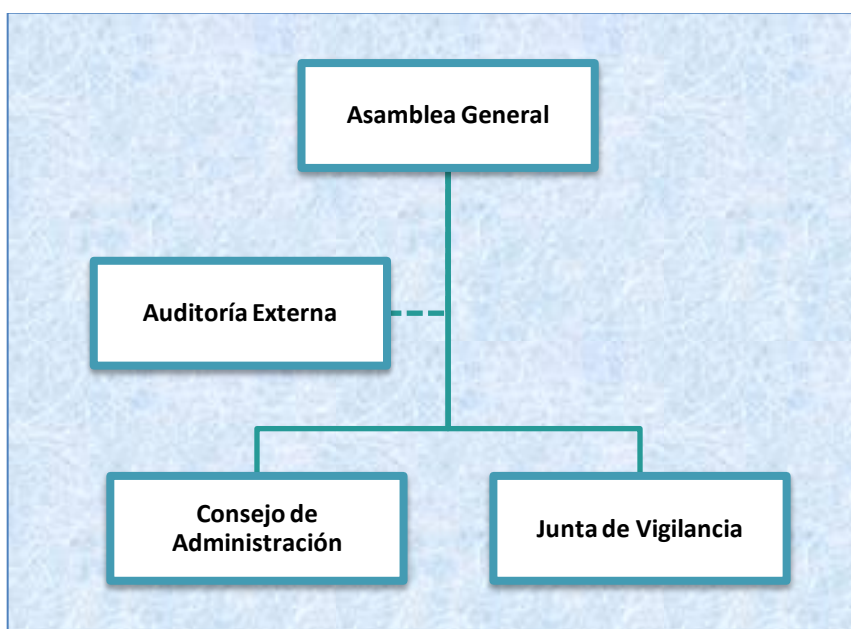 Asamblea General
Auditoría Externa
Consejo de
Administración
Junta de Vigilancia